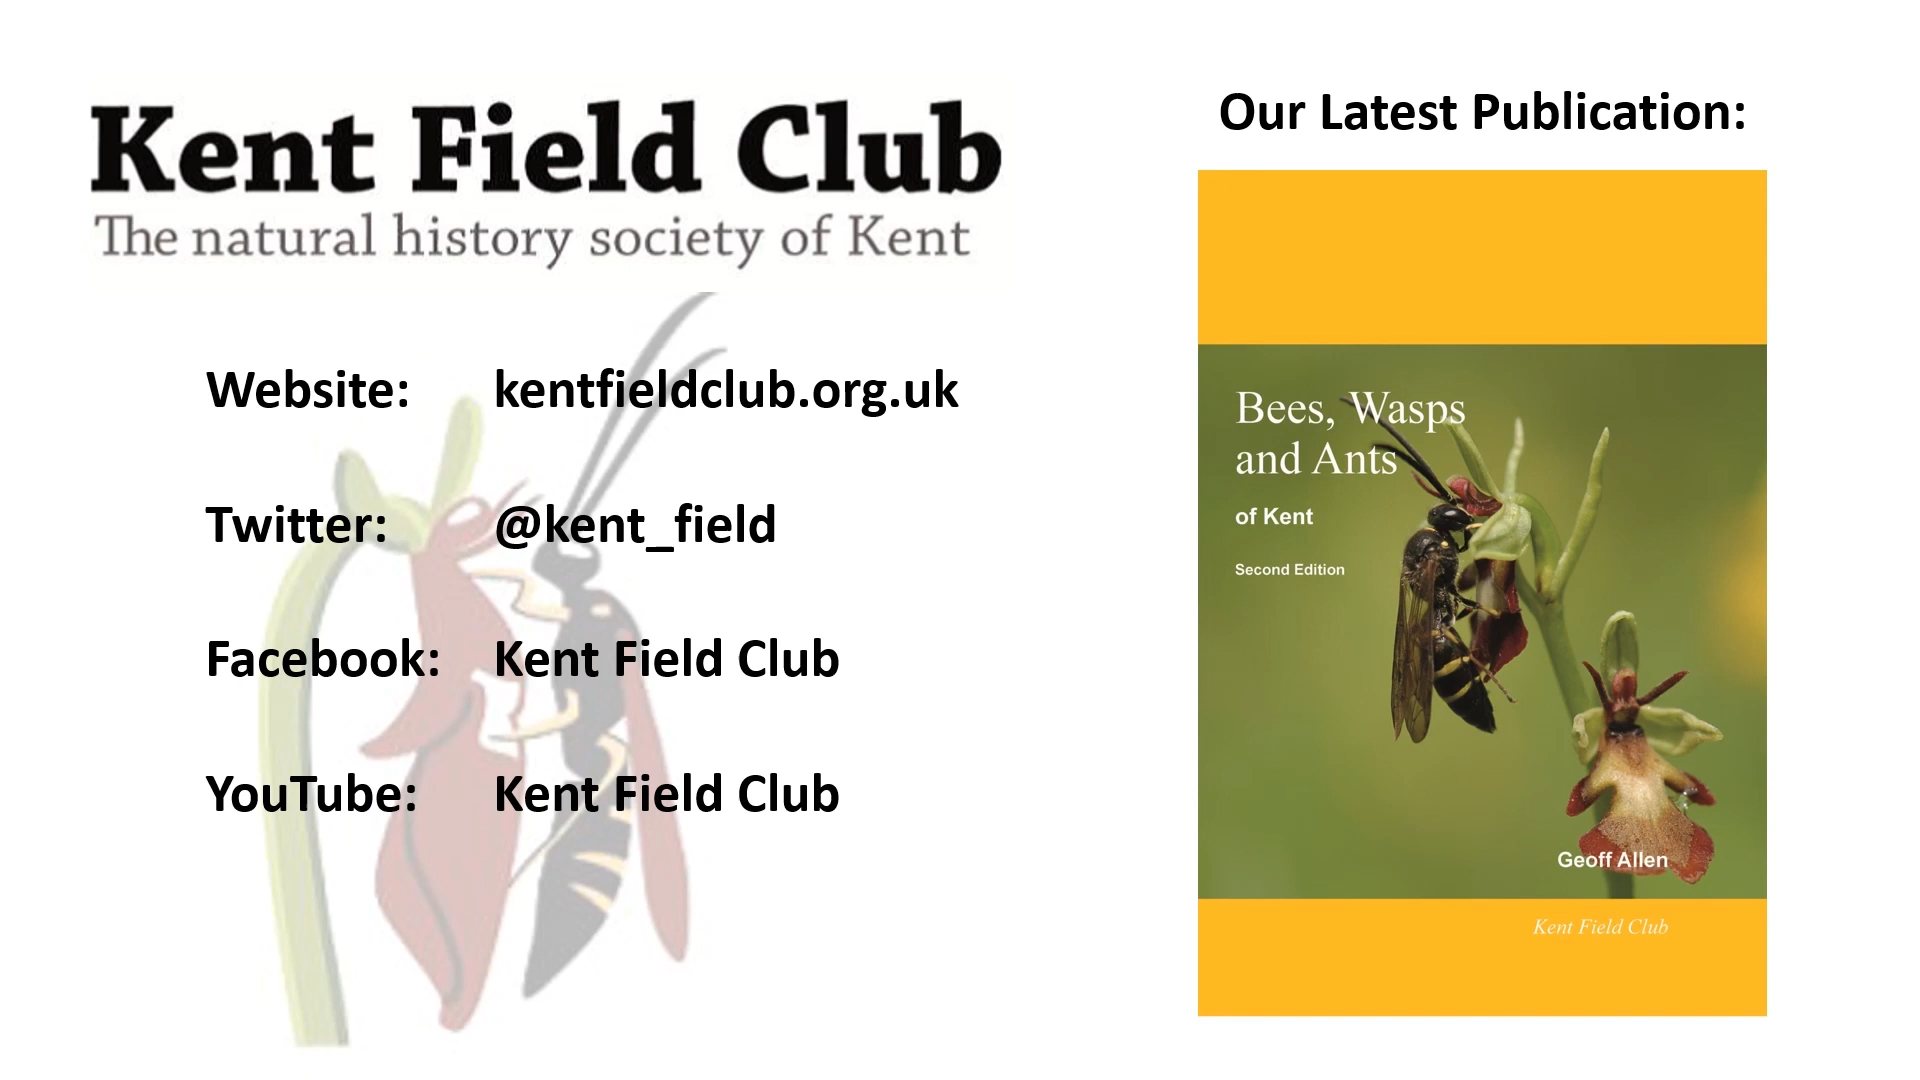 Kent Field Club
The natural history society of Kent
Website: kentfieldclub.org.uk
Twitter: @kent_field
Facebook: Kent Field Club
YouTube: Kent Field Club
Our Latest Publication:
Bees, Wasps
and Ants
of Kent
Second Edition
Geoff Allen
Kent Field Club